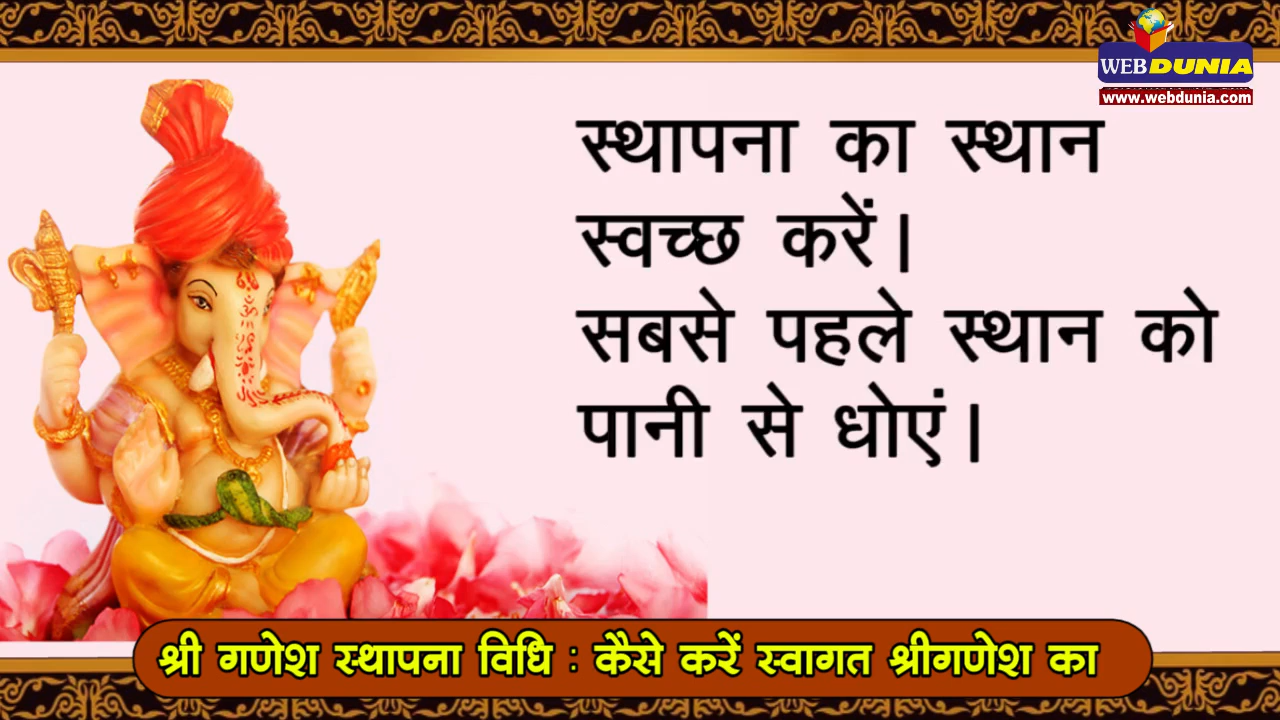 WEBDUNIA
www.webdunia.com
स्थापना का स्थान
स्वच्छ करें।
सबसे पहले स्थान को
पानी से धोएं।
श्री गणेश स्थापना विधि : कैसे करें स्वागत श्रीगणेश का